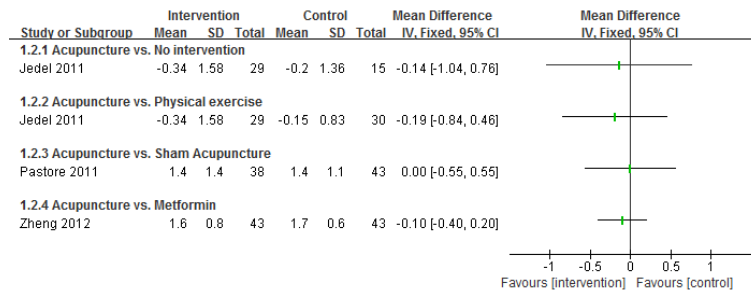 Intervention Control Mean Difference Mean Difference
Study or Subgroup Mean SD Total Mean SD Total IV, Fixed, 95% CI IV, Fixed, 95% CI
1.2.1 Acupuncture vs. No intervention
Jedel 2011 -0.34 1.58 29 -0.2 1.36 15 -0.14 [-1.04, 0.76]
1.2.2 Acupuncture vs. Physical exercise
Jedel 2011 -0.34 1.58 29 -0.15 0.83 30 -0.19 [-0.84, 0.46]
1.2.3 Acupuncture vs. Sham Acupuncture
Pastore 2011 1.4 1.4 38 1.4 1.1 43 0.00 [-0.55, 0.55]
1.2.4 Acupuncture vs. Metformin
Zheng 2012 1.6 0.8 43 1.7 0.6 43 -0.10 [-0.40, 0.20]
-1 -0.5 0 0.5 1
Favours [intervention] Favours [control]